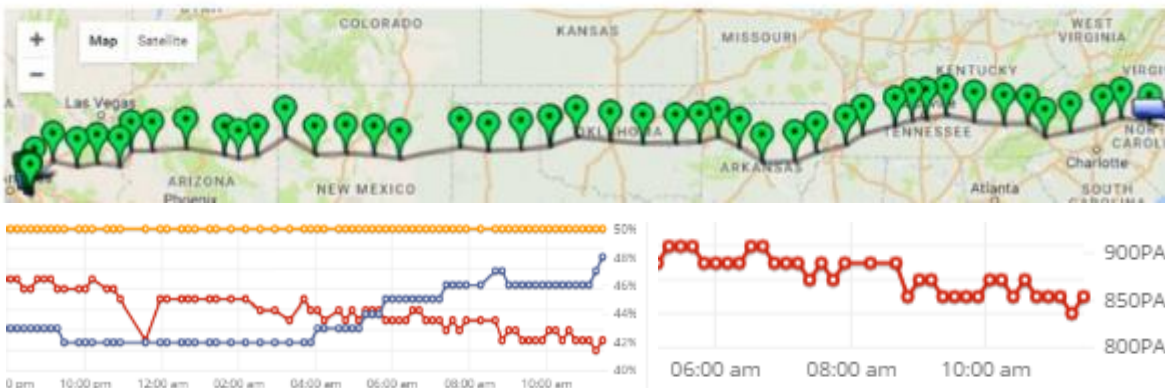 COLORADO
KANSAS
MISSOURI
WEST
VIRGINIA
+
Map Satellite
−
KENTUCKY
Las Vegas
TENNESSEE
ARKANSAS
Charlotte
ARIZONA
NEW MEXICO
Atlanta
SOUTH
Phoenix
50%
48%
46%
44%
42%
40%
10:00 pm 12:00 am 02:00 am 04:00 am 06:00 am 08:00 am 10:00 am
900PA
850PA
800PA
06:00 am 08:00 am 10:00 am